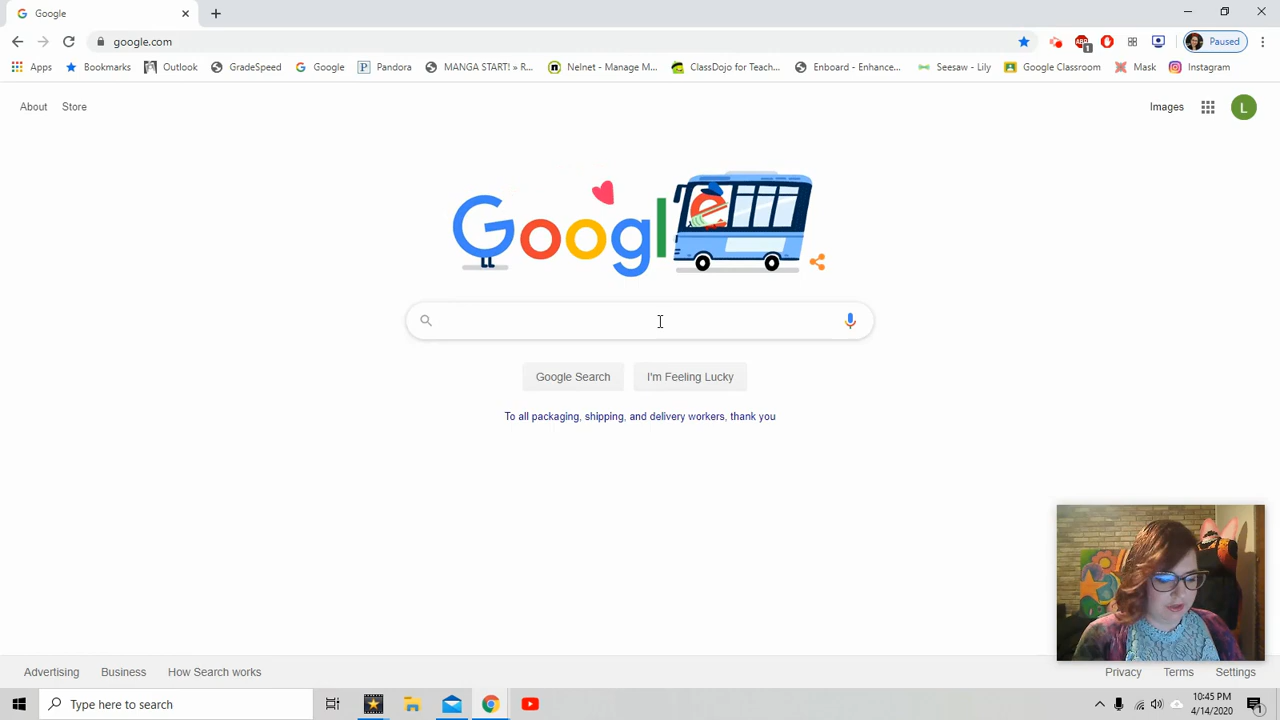 Google
google.com
Paused
Apps
Bookmarks
Outlook
GradeSpeed
Google
Pandora
MANGA START! » R...
Nelnet - Manage M...
ClassDojo for Teac...
Enboard - Enhance...
Seesaw - Lily
Google Classroom
Mask
Instagram
About
Store
Images
L
Google
Google Search
I'm Feeling Lucky
To all packaging, shipping, and delivery workers, thank you
Advertising
Business
How Search works
Privacy
Terms
Settings
Type here to search
10:45 PM
4/14/2020